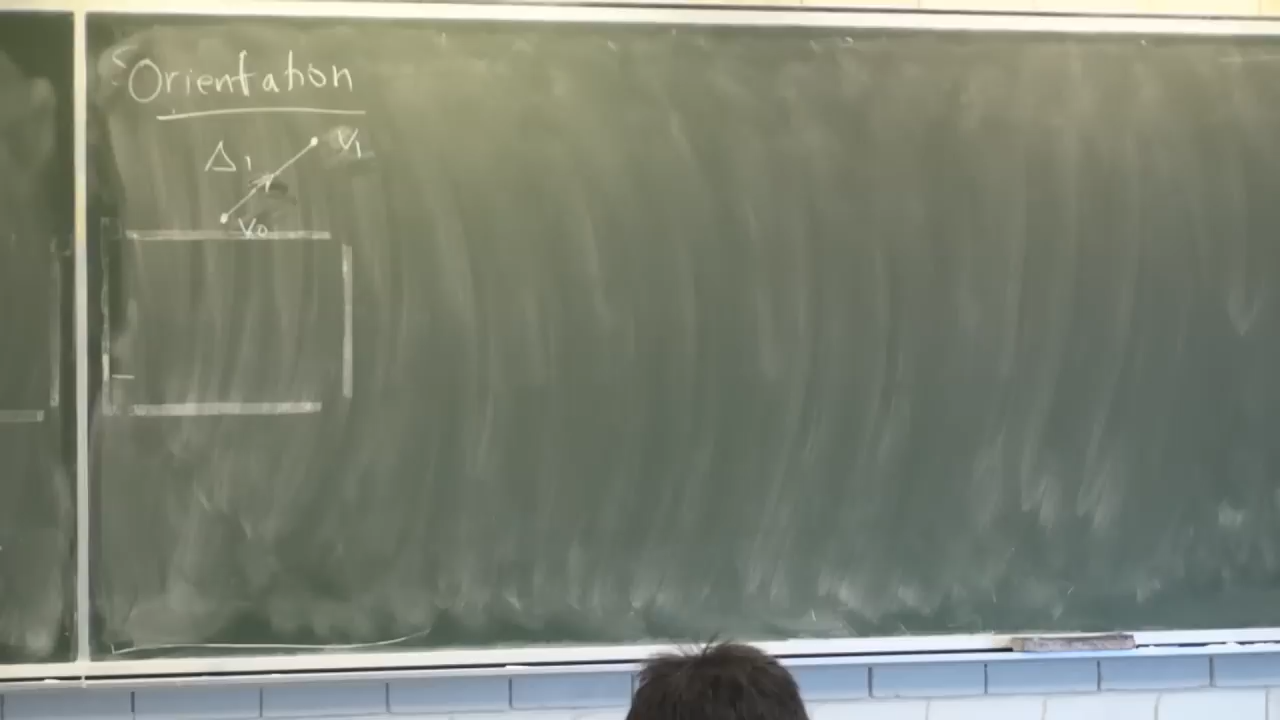 Orientation
Δ₁ V₁
V₀